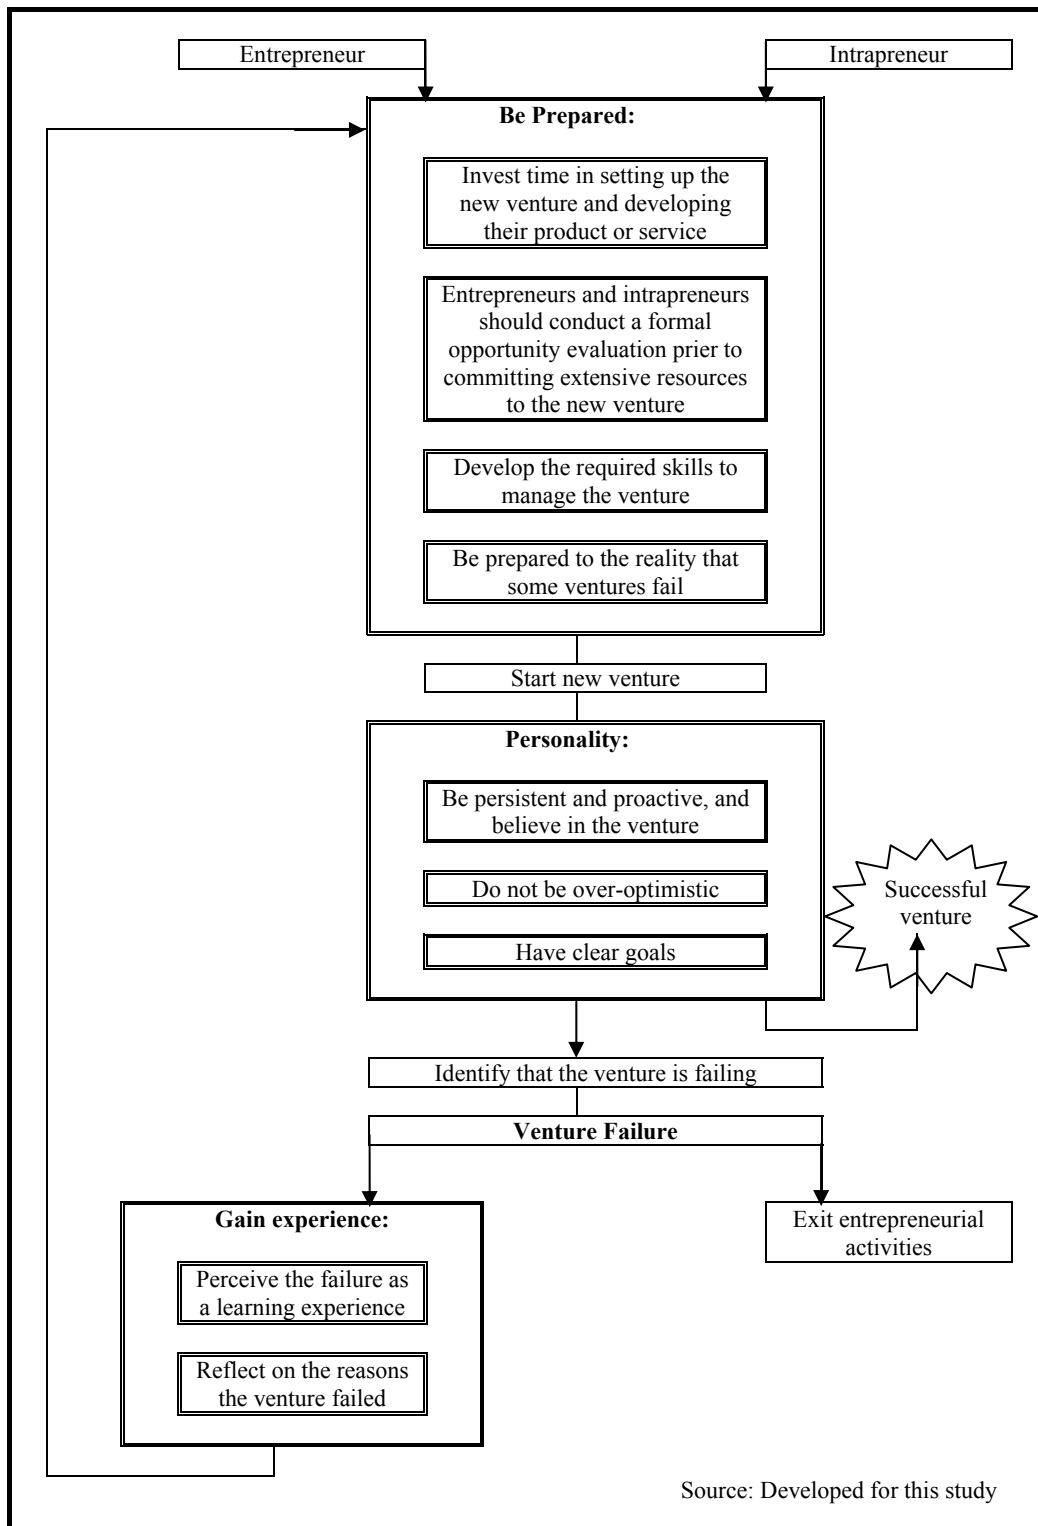 Entrepreneur
Intrapreneur
Be Prepared:
Invest time in setting up the
new venture and developing
their product or service
Entrepreneurs and intrapreneurs
should conduct a formal
opportunity evaluation prier to
committing extensive resources
to the new venture
Develop the required skills to
manage the venture
Be prepared to the reality that
some ventures fail
Start new venture
Personality:
Be persistent and proactive, and
believe in the venture
Do not be over-optimistic
Have clear goals
Successful
venture
Identify that the venture is failing
Venture Failure
Gain experience:
Perceive the failure as
a learning experience
Reflect on the reasons
the venture failed
Exit entrepreneurial
activities
Source: Developed for this study